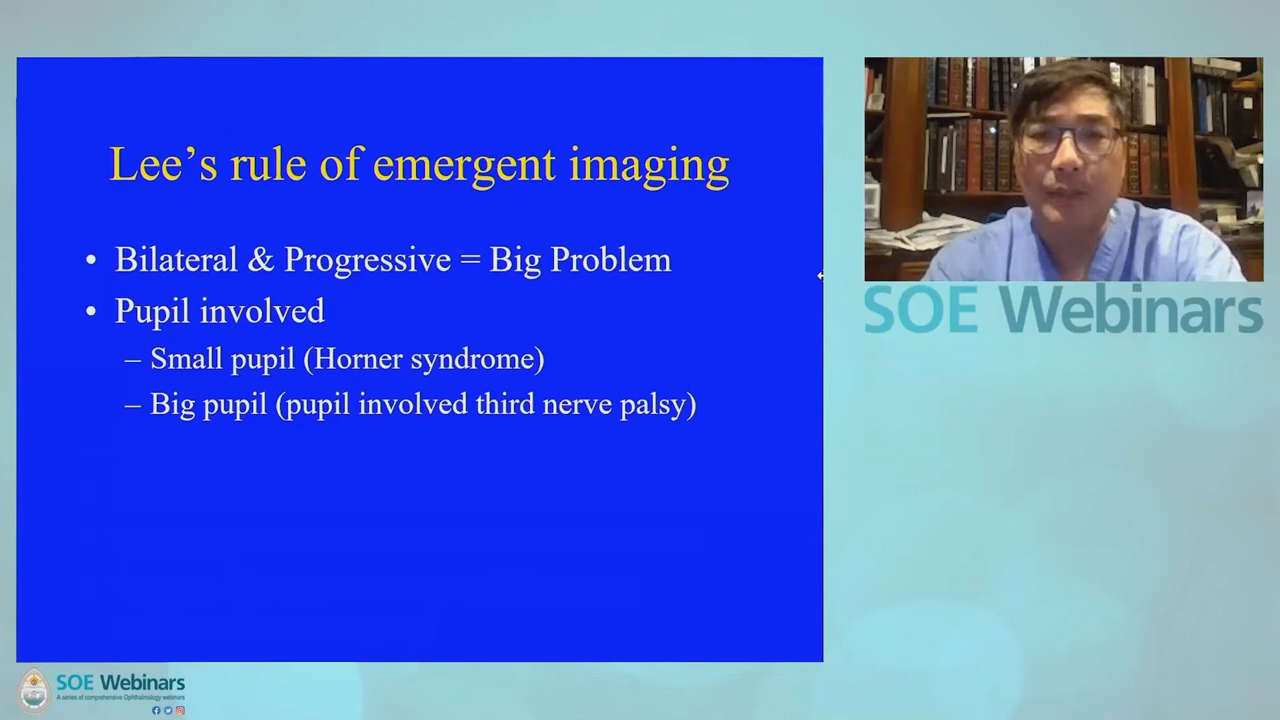 Lee’s rule of emergent imaging
• Bilateral & Progressive = Big Problem
• Pupil involved
– Small pupil (Horner syndrome)
– Big pupil (pupil involved third nerve palsy)
SOE Webinars
SOE Webinars
A series of comprehensive Ophthalmology webinars